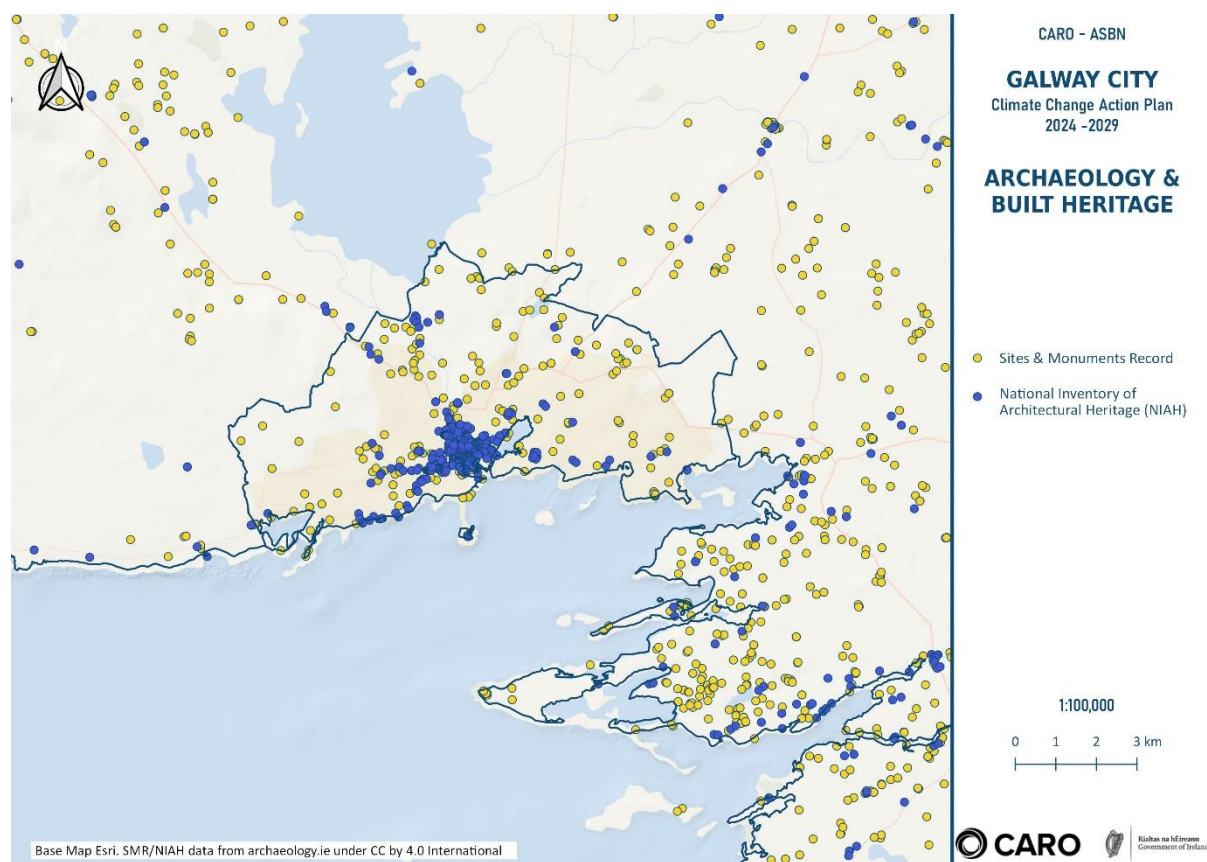 CARO - ASBN
GALWAY CITY
Climate Change Action Plan
2024 -2029
ARCHAEOLOGY &
BUILT HERITAGE
Sites & Monuments Record
National Inventory of
Architectural Heritage (NIAH)
1:100,000
0 1 2 3 km
CARO
Rialtas na hÉireann
Government of Ireland
Base Map Esri. SMR/NIAH data from archaeology.ie under CC by 4.0 International